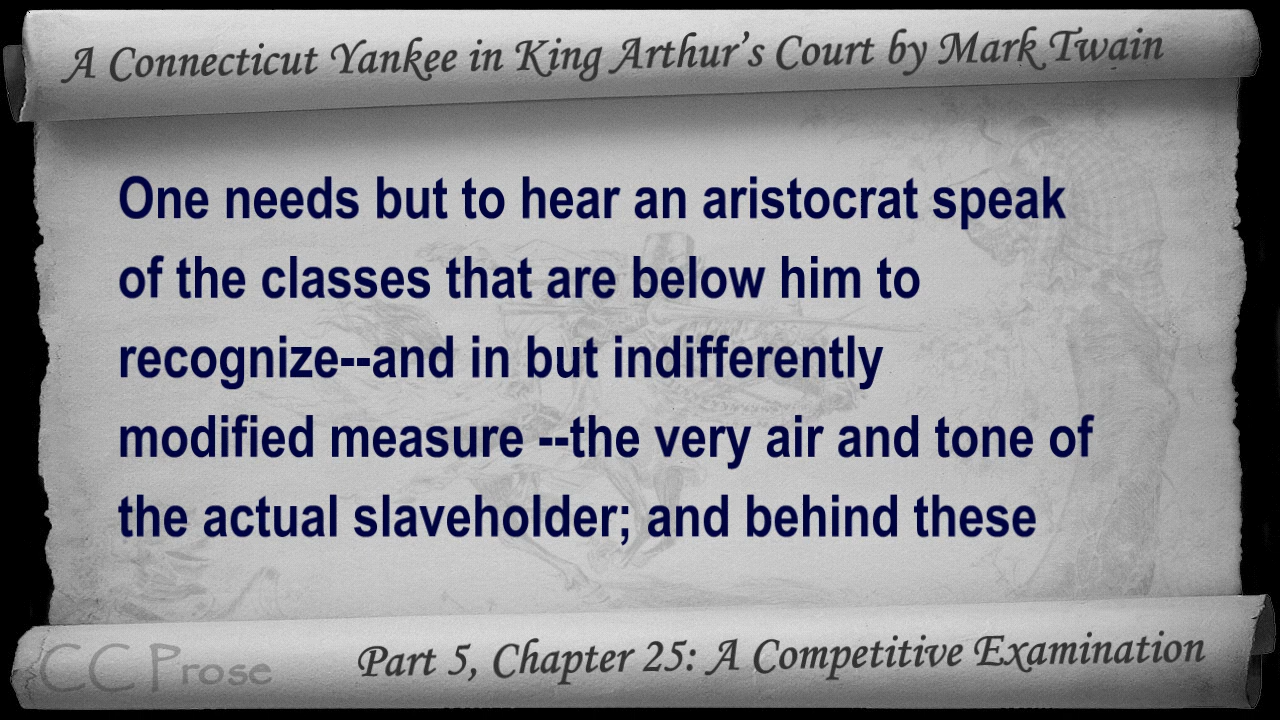 A Connecticut Yankee in King Arthur's Court by Mark Twain
One needs but to hear an aristocrat speak
of the classes that are below him to
recognize--and in but indifferently
modified measure --the very air and tone of
the actual slaveholder; and behind these
CC Prose
Part 5, Chapter 25: A Competitive Examination